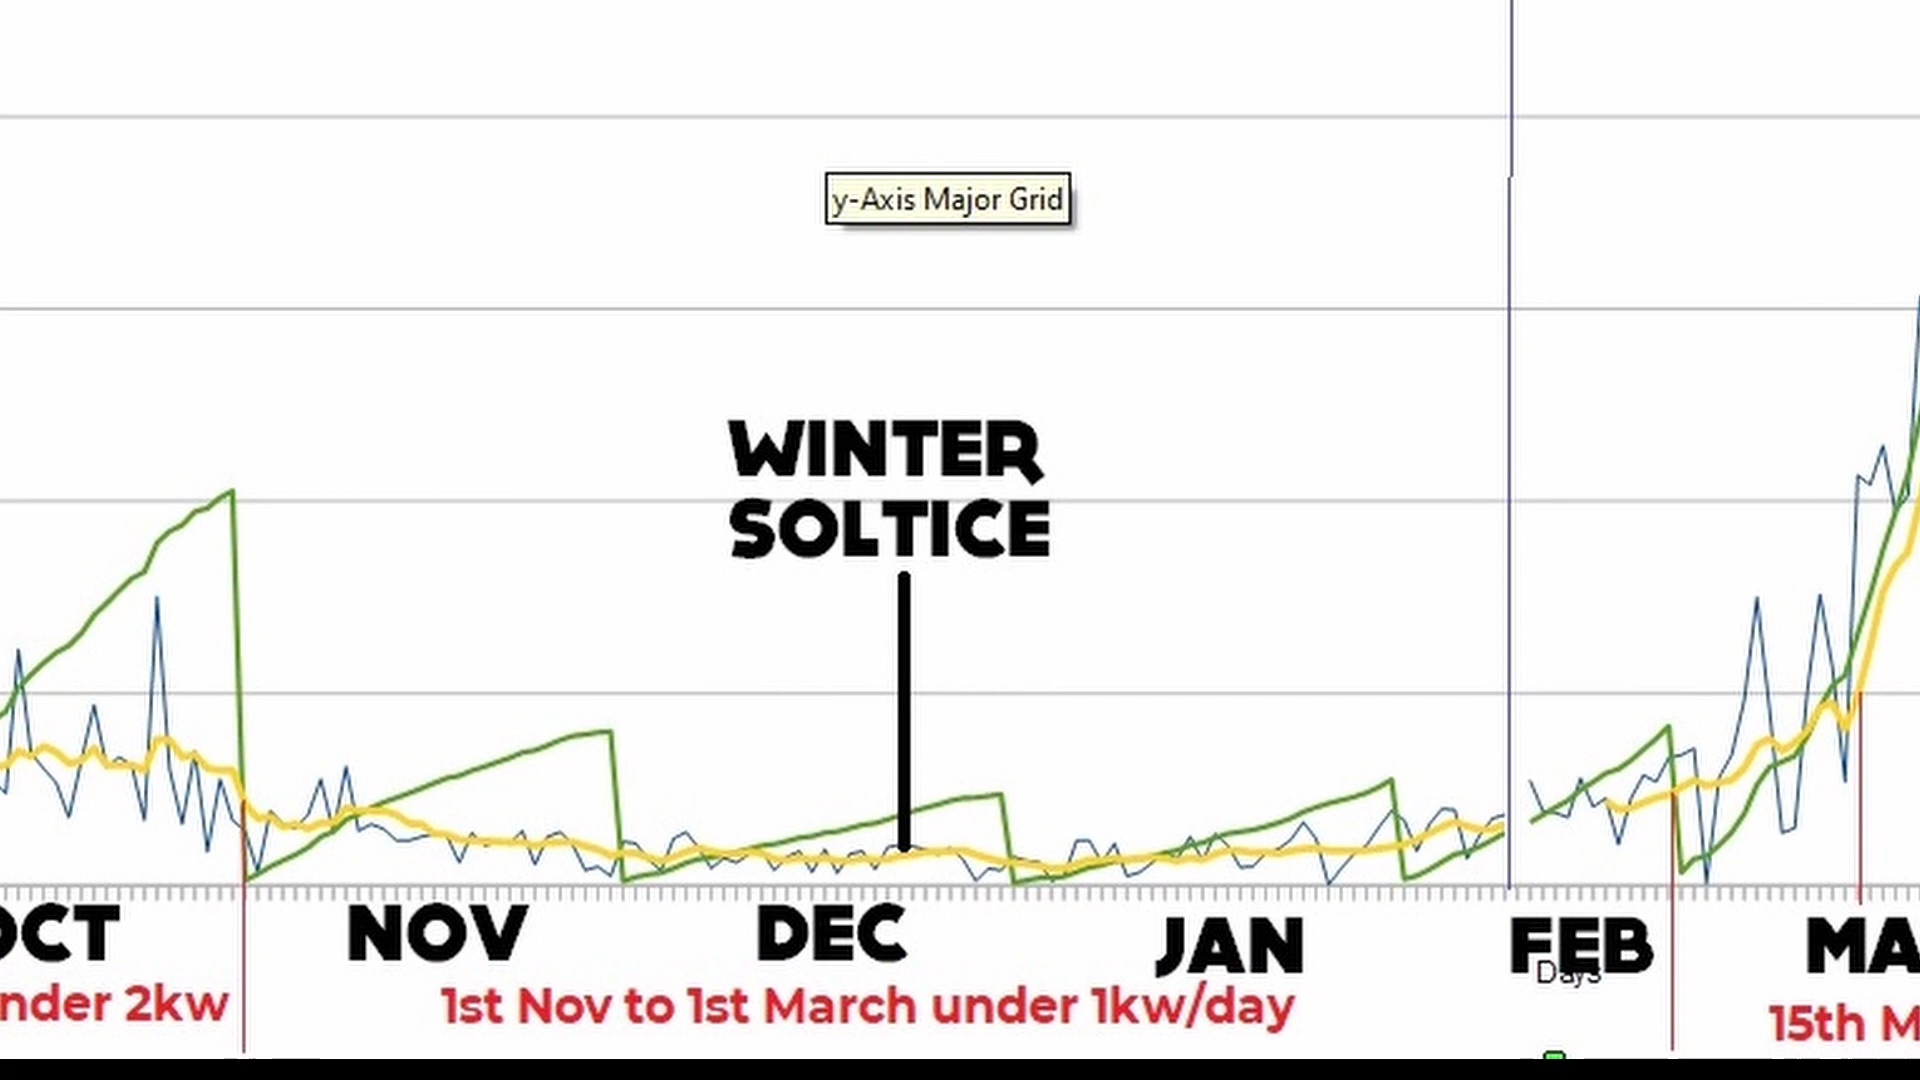 y-Axis Major Grid
WINTER
SOLTICE
OCT
NOV
DEC
JAN
FEB
MA
Days
nder 2kw
1st Nov to 1st March under 1kw/day
15th M